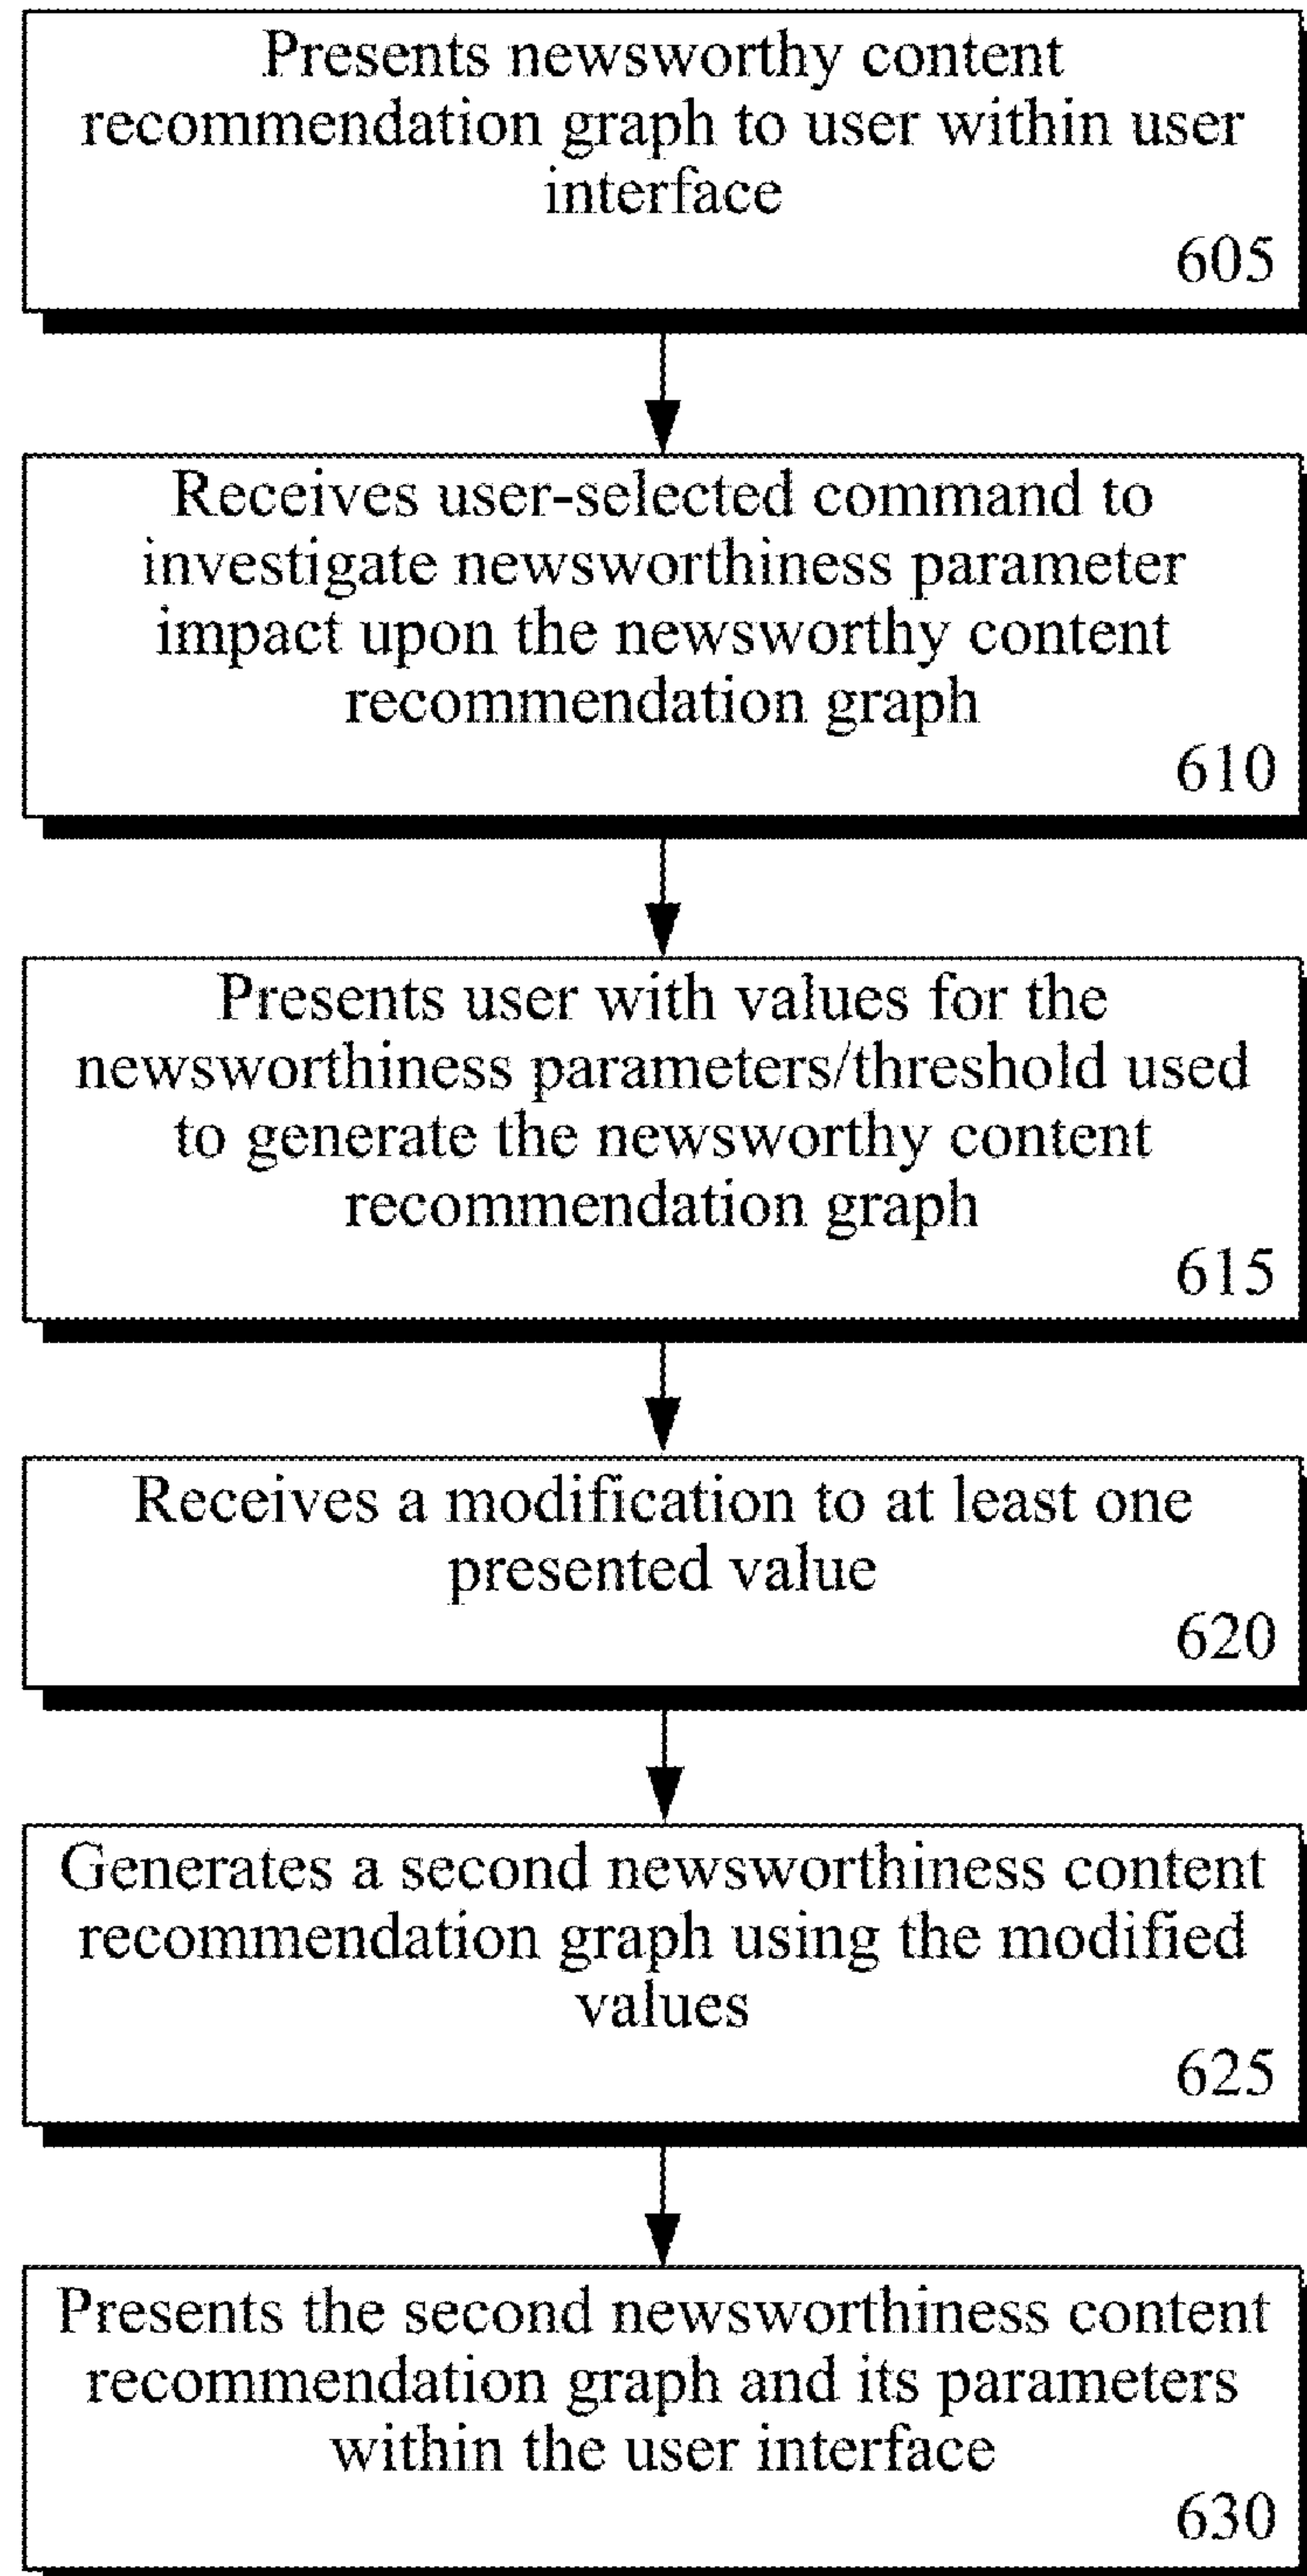 Presents newsworthy content
recommendation graph to user within user
interface
605
Receives user-selected command to
investigate newsworthiness parameter
impact upon the newsworthy content
recommendation graph
610
Presents user with values for the
newsworthiness parameters/threshold used
to generate the newsworthy content
recommendation graph
615
Receives a modification to at least one
presented value
620
Generates a second newsworthiness content
recommendation graph using the modified
values
625
Presents the second newsworthiness content
recommendation graph and its parameters
within the user interface
630